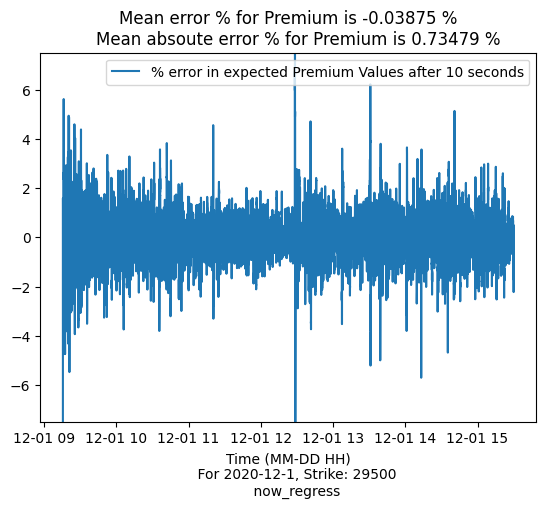 Mean error % for Premium is -0.03875 %
Mean absoute error % for Premium is 0.73479 %
% error in expected Premium Values after 10 seconds
6
4
2
0
−2
−4
−6
12-01 09 12-01 10 12-01 11 12-01 12 12-01 13 12-01 14 12-01 15
Time (MM-DD HH)
For 2020-12-1, Strike: 29500
now_regress